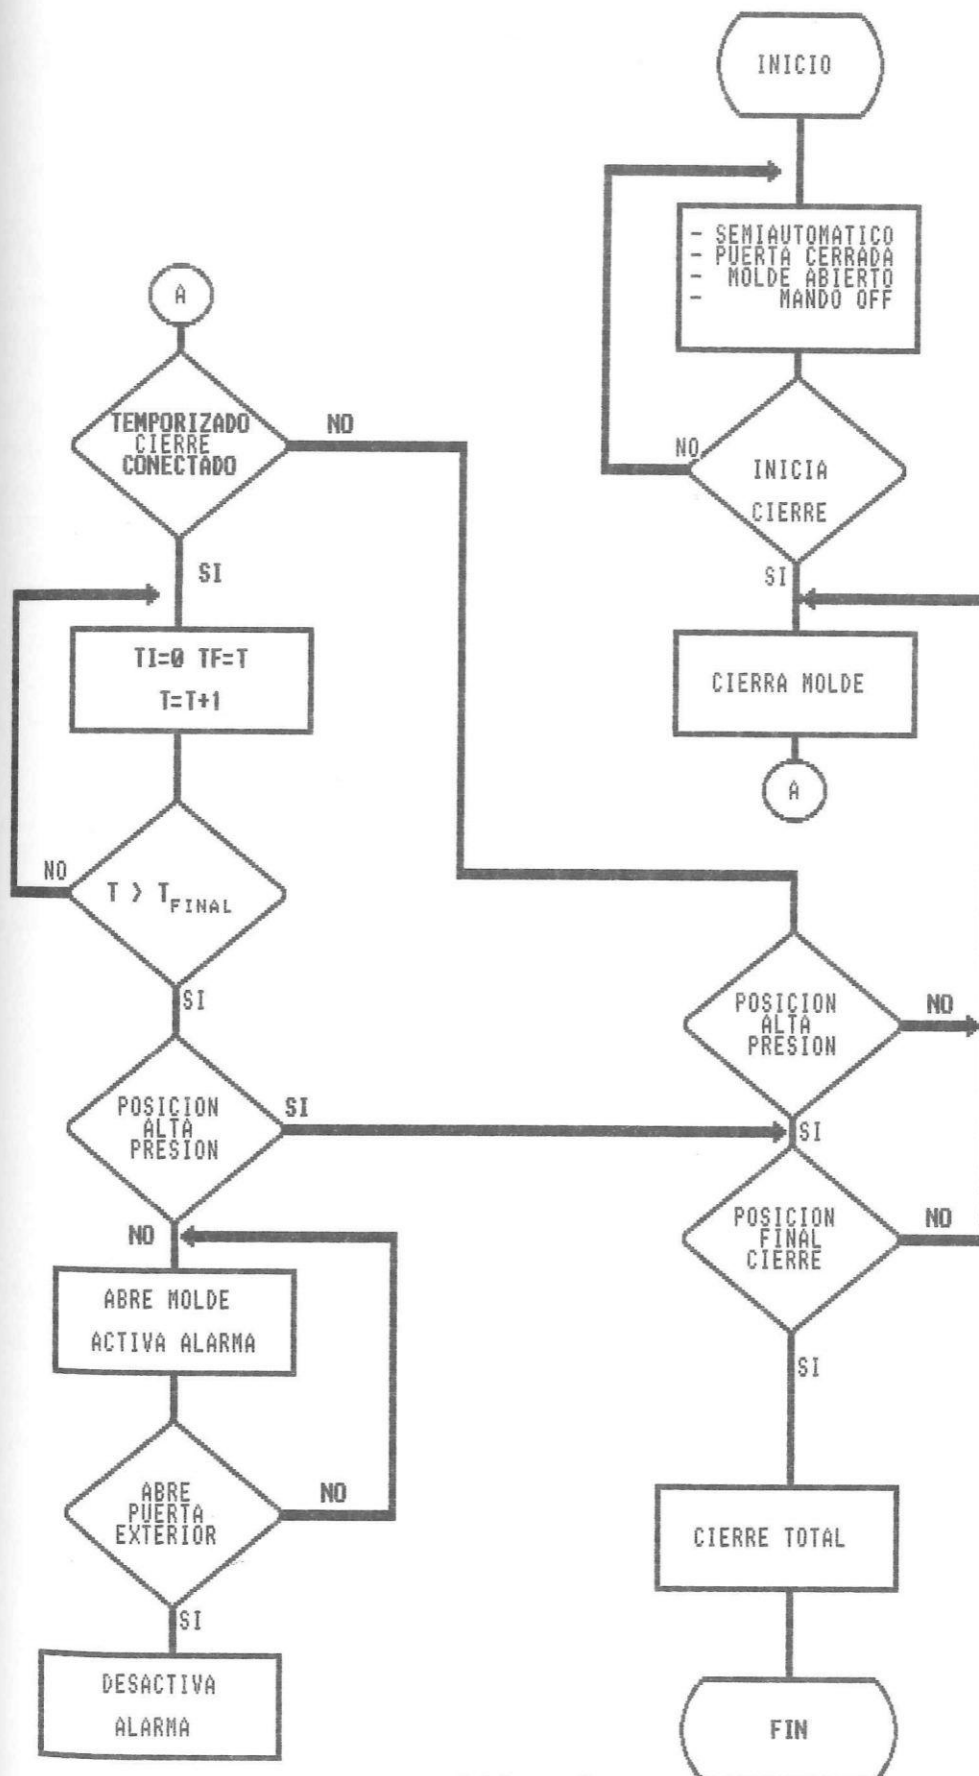 INICIO
- SEMIAUTOMATICO
- PUERTA CERRADA
- MOLDE ABIERTO
- MANDO OFF
NO
INICIA
CIERRE
SI
CIERRA MOLDE
A
A
TEMPORIZADO
CIERRE
CONECTADO
NO
SI
TI=0 TF=T
T=T+1
NO
T > T FINAL
SI
POSICION
ALTA
PRESION
SI
NO
ABRE MOLDE
ACTIVA ALARMA
ABRE
PUERTA
EXTERIOR
NO
SI
DESACTIVA
ALARMA
POSICION
ALTA
PRESION
NO
SI
POSICION
FINAL
CIERRE
NO
SI
CIERRE TOTAL
FIN